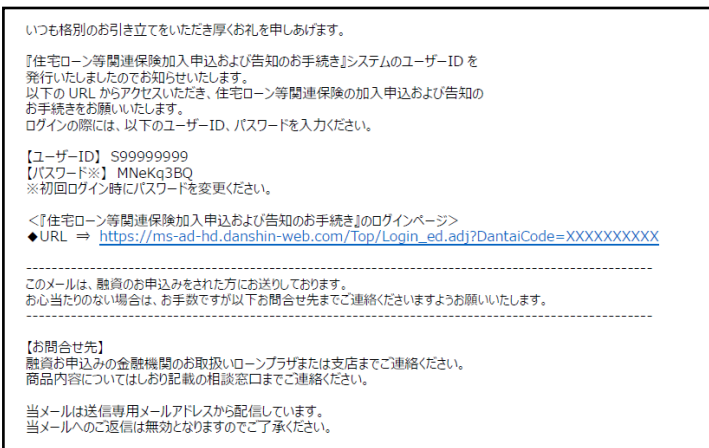 いつも格別のお引き立てをいただき厚くお礼を申しあげます。
『住宅ローン等関連保険加入申込および告知のお手続き』システムのユーザーID を
発行いたしましたのでお知らせいたします。
以下の URL からアクセスいただき、住宅ローン等関連保険の加入申込および告知の
お手続きをお願いいたします。
ログインの際には、以下のユーザーID、パスワードを入力ください。
【ユーザーID】 S99999999
【パスワード※】 MNeKq3BQ
※初回ログイン時にパスワードを変更ください。
＜『住宅ローン等関連保険加入申込および告知のお手続き』のログインページ＞
◆URL ⇒ https://ms-ad-hd.danshin-web.com/Top/Login_ed.adj?DantaiCode=XXXXXXXXXX
----------------------------------------------------------------------------------------------------
このメールは、融資のお申込みをされた方にお送りしております。
お心当たりのない場合は、お手数ですが以下お問合せ先までご連絡くださいますようお願いいたします。
----------------------------------------------------------------------------------------------------
【お問合せ先】
融資お申込みの金融機関のお取扱いローンプラザまたは支店までご連絡ください。
商品内容についてはしおり記載の相談窓口までご連絡ください。
当メールは送信専用メールアドレスから配信しています。
当メールへのご返信は無効となりますのでご了承ください。